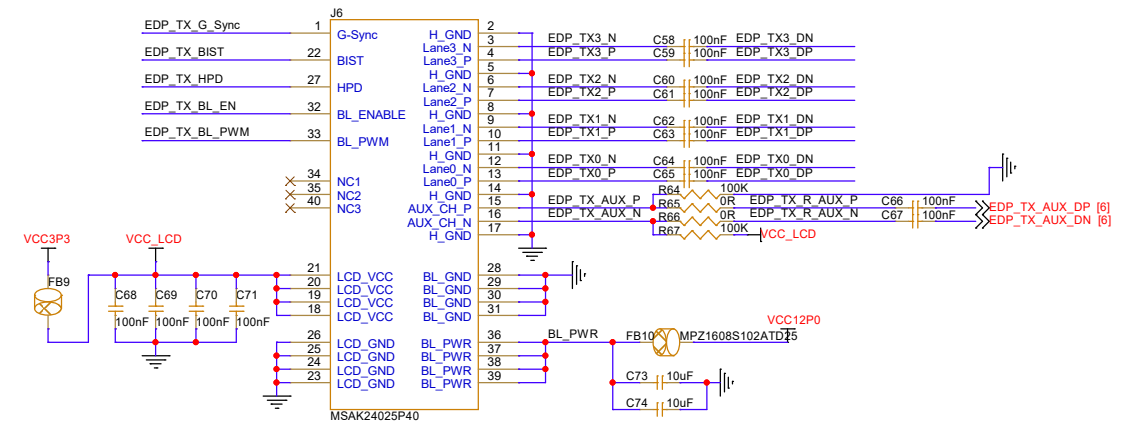 J6
EDP_TX_G_Sync 1 G-Sync H_GND 2
Lane3_N 3 EDP_TX3_N C58 100nF EDP_TX3_DN
EDP_TX_BIST 22 BIST Lane3_P 4 EDP_TX3_P C59 100nF EDP_TX3_DP
H_GND 5
EDP_TX_HPD 27 HPD Lane2_N 6 EDP_TX2_N C60 100nF EDP_TX2_DN
Lane2_P 7 EDP_TX2_P C61 100nF EDP_TX2_DP
EDP_TX_BL_EN 32 BL_ENABLE H_GND 8
Lane1_N 9 EDP_TX1_N C62 100nF EDP_TX1_DN
EDP_TX_BL_PWM 33 BL_PWM Lane1_P 10 EDP_TX1_P C63 100nF EDP_TX1_DP
H_GND 11
Lane0_N 12 EDP_TX0_N C64 100nF EDP_TX0_DN
34 NC1 Lane0_P 13 EDP_TX0_P C65 100nF EDP_TX0_DP
35 NC2 H_GND 14 R64 100K
40 NC3 AUX_CH_P 15 EDP_TX_AUX_P R65 0R EDP_TX_R_AUX_P C66 100nF EDP_TX_AUX_DP [6]
AUX_CH_N 16 EDP_TX_AUX_N R66 0R EDP_TX_R_AUX_N C67 100nF EDP_TX_AUX_DN [6]
H_GND 17 R67 100K VCC_LCD
VCC3P3 VCC_LCD
21 LCD_VCC BL_GND 28
FB9 20 LCD_VCC BL_GND 29
C68 C69 C70 C71 19 LCD_VCC BL_GND 30
100nF 100nF 100nF 100nF 18 LCD_VCC BL_GND 31
VCC12P0
26 LCD_GND BL_PWR 36 BL_PWR FB10 MPZ1608S102ATD25
25 LCD_GND BL_PWR 37
24 LCD_GND BL_PWR 38
23 LCD_GND BL_PWR 39 C73 10uF
C74 10uF
MSAK24025P40